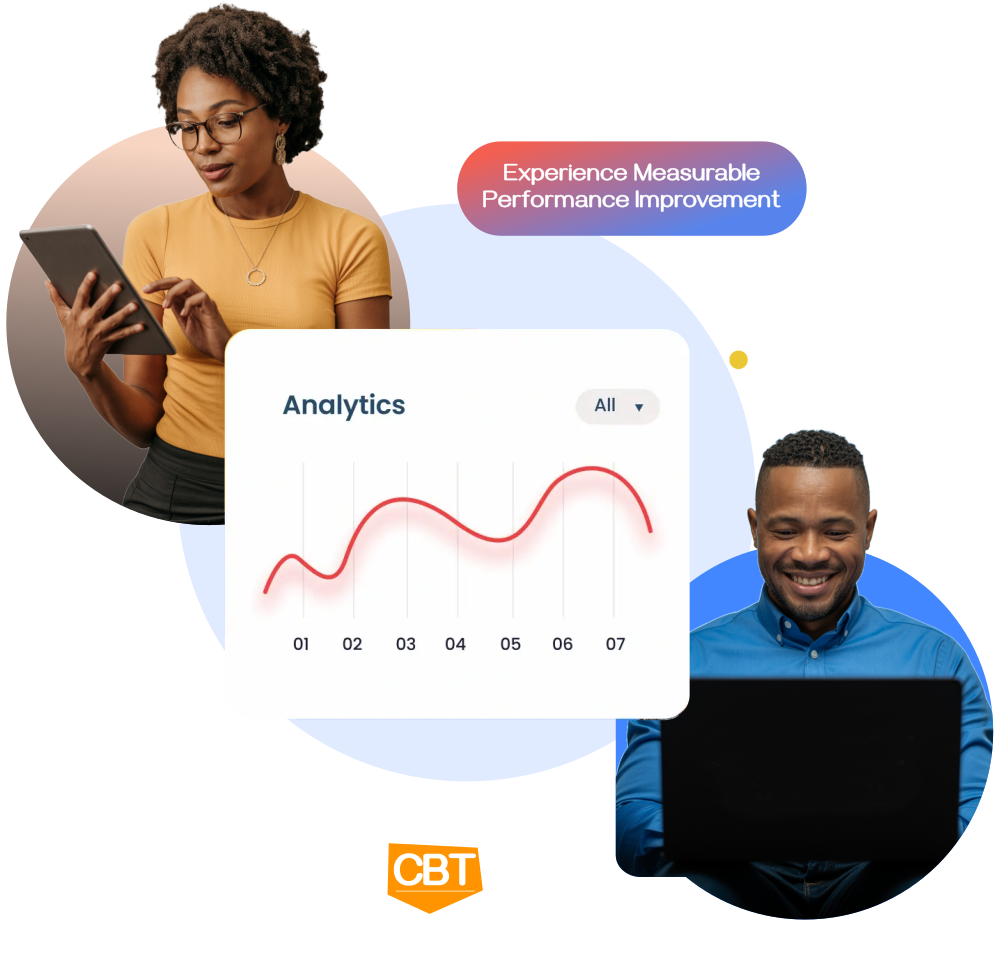 Experience Measurable
Performance Improvement
Analytics
All
01 02 03 04 05 06 07
CBT